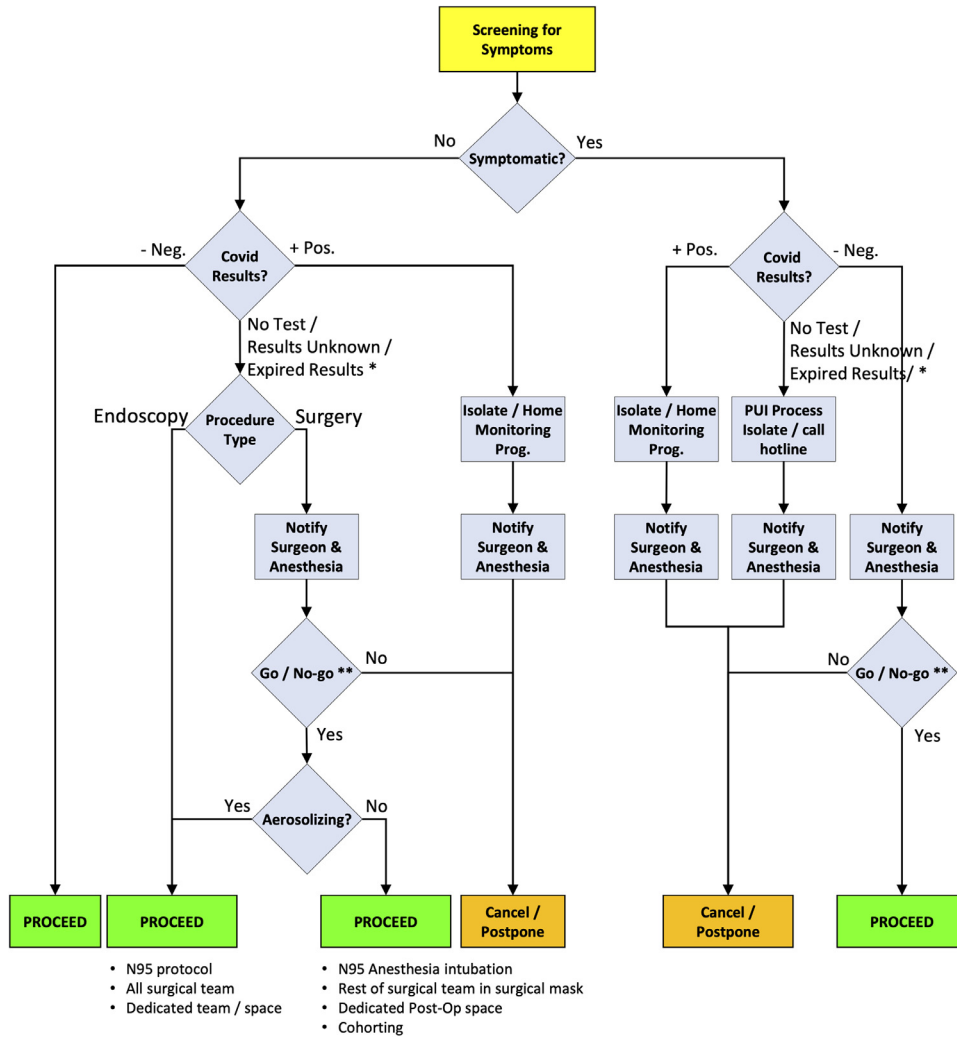 Screening for
Symptoms
No
Symptomatic?
Yes
- Neg.
Covid
Results?
+ Pos.
+ Pos.
Covid
Results?
- Neg.
No Test /
Results Unknown /
Expired Results *
No Test /
Results Unknown /
Expired Results/ *
Endoscopy
Procedure
Type
Surgery
Isolate / Home
Monitoring
Prog.
Isolate / Home
Monitoring
Prog.
PUI Process
Isolate / call
hotline
Notify
Surgeon &
Anesthesia
Notify
Surgeon &
Anesthesia
Notify
Surgeon &
Anesthesia
Notify
Surgeon &
Anesthesia
Notify
Surgeon &
Anesthesia
Go / No-go **
No
No
Go / No-go **
Yes
Yes
Yes
Aerosolizing?
No
PROCEED
PROCEED
PROCEED
Cancel /
Postpone
Cancel /
Postpone
PROCEED
• N95 protocol
• All surgical team
• Dedicated team / space
• N95 Anesthesia intubation
• Rest of surgical team in surgical mask
• Dedicated Post-Op space
• Cohorting